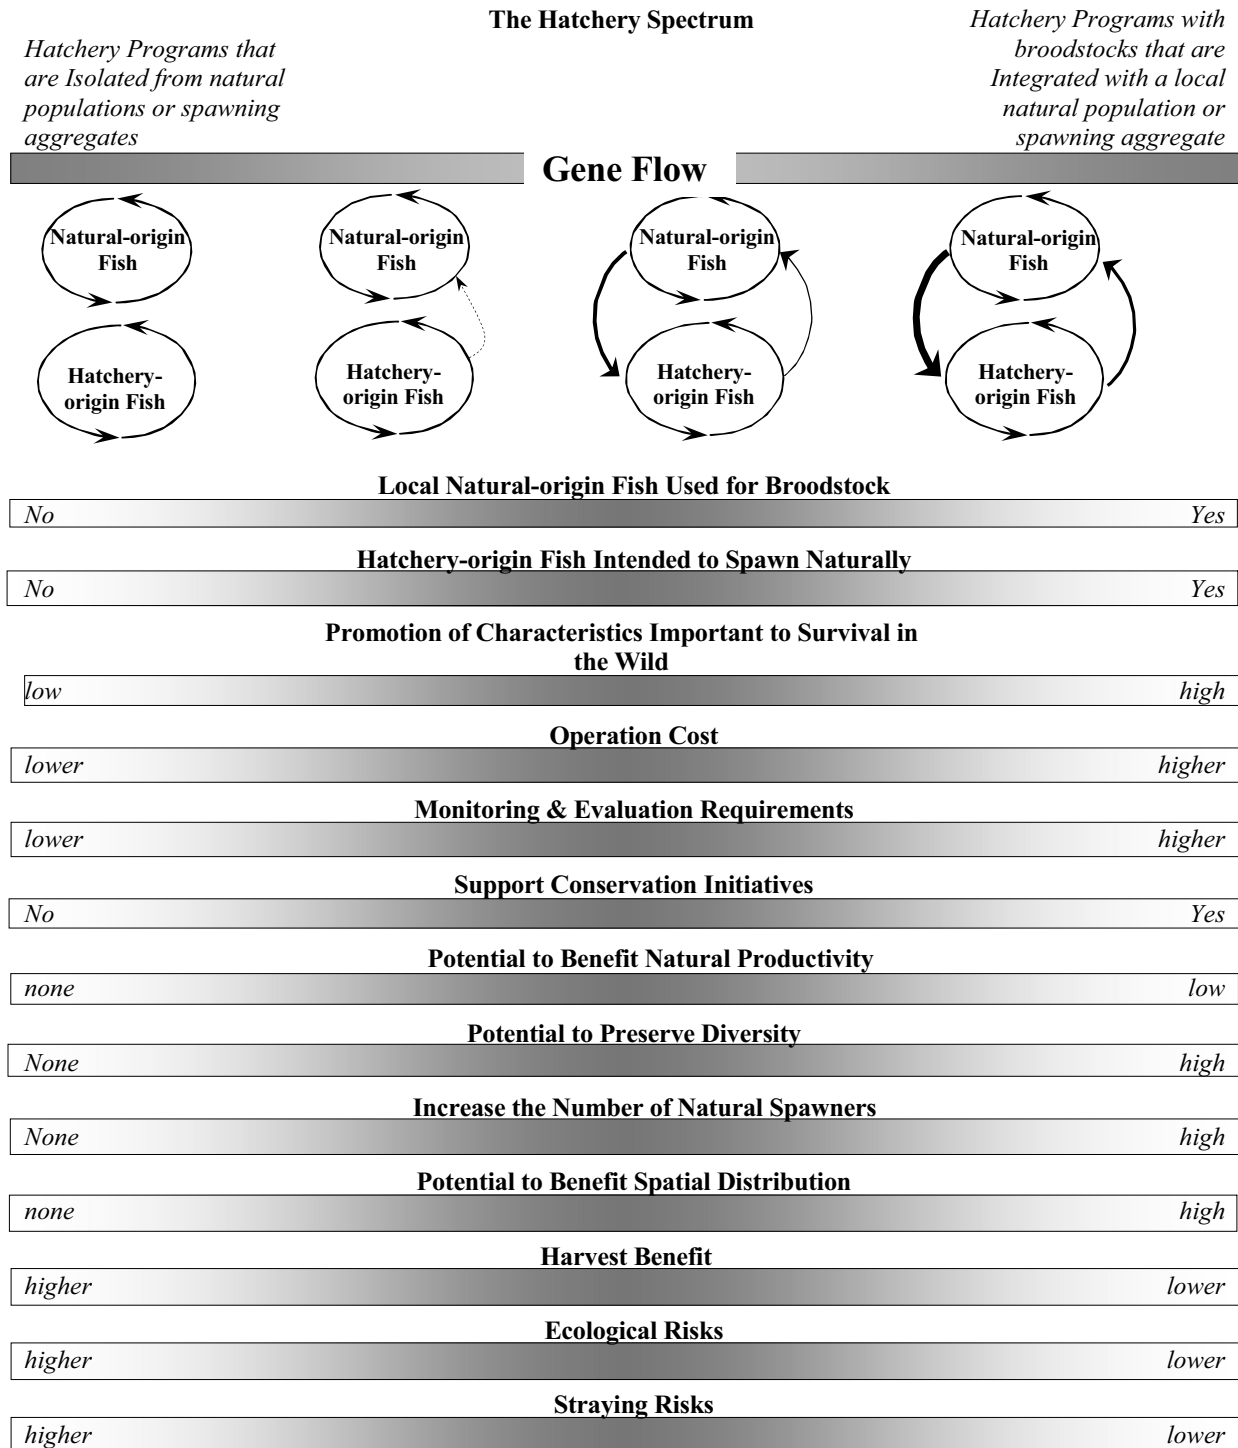 The Hatchery Spectrum
Hatchery Programs that
are Isolated from natural
populations or spawning
aggregates
Hatchery Programs with
broodstocks that are
Integrated with a local
natural population or
spawning aggregate
Gene Flow
Natural-origin
Fish
Natural-origin
Fish
Natural-origin
Fish
Natural-origin
Fish
Hatchery-
origin Fish
Hatchery-
origin Fish
Hatchery-
origin Fish
Hatchery-
origin Fish
Local Natural-origin Fish Used for Broodstock
No Yes
Hatchery-origin Fish Intended to Spawn Naturally
No Yes
Promotion of Characteristics Important to Survival in
the Wild
low high
Operation Cost
lower higher
Monitoring & Evaluation Requirements
lower higher
Support Conservation Initiatives
No Yes
Potential to Benefit Natural Productivity
none low
Potential to Preserve Diversity
None high
Increase the Number of Natural Spawners
None high
Potential to Benefit Spatial Distribution
none high
Harvest Benefit
higher lower
Ecological Risks
higher lower
Straying Risks
higher lower